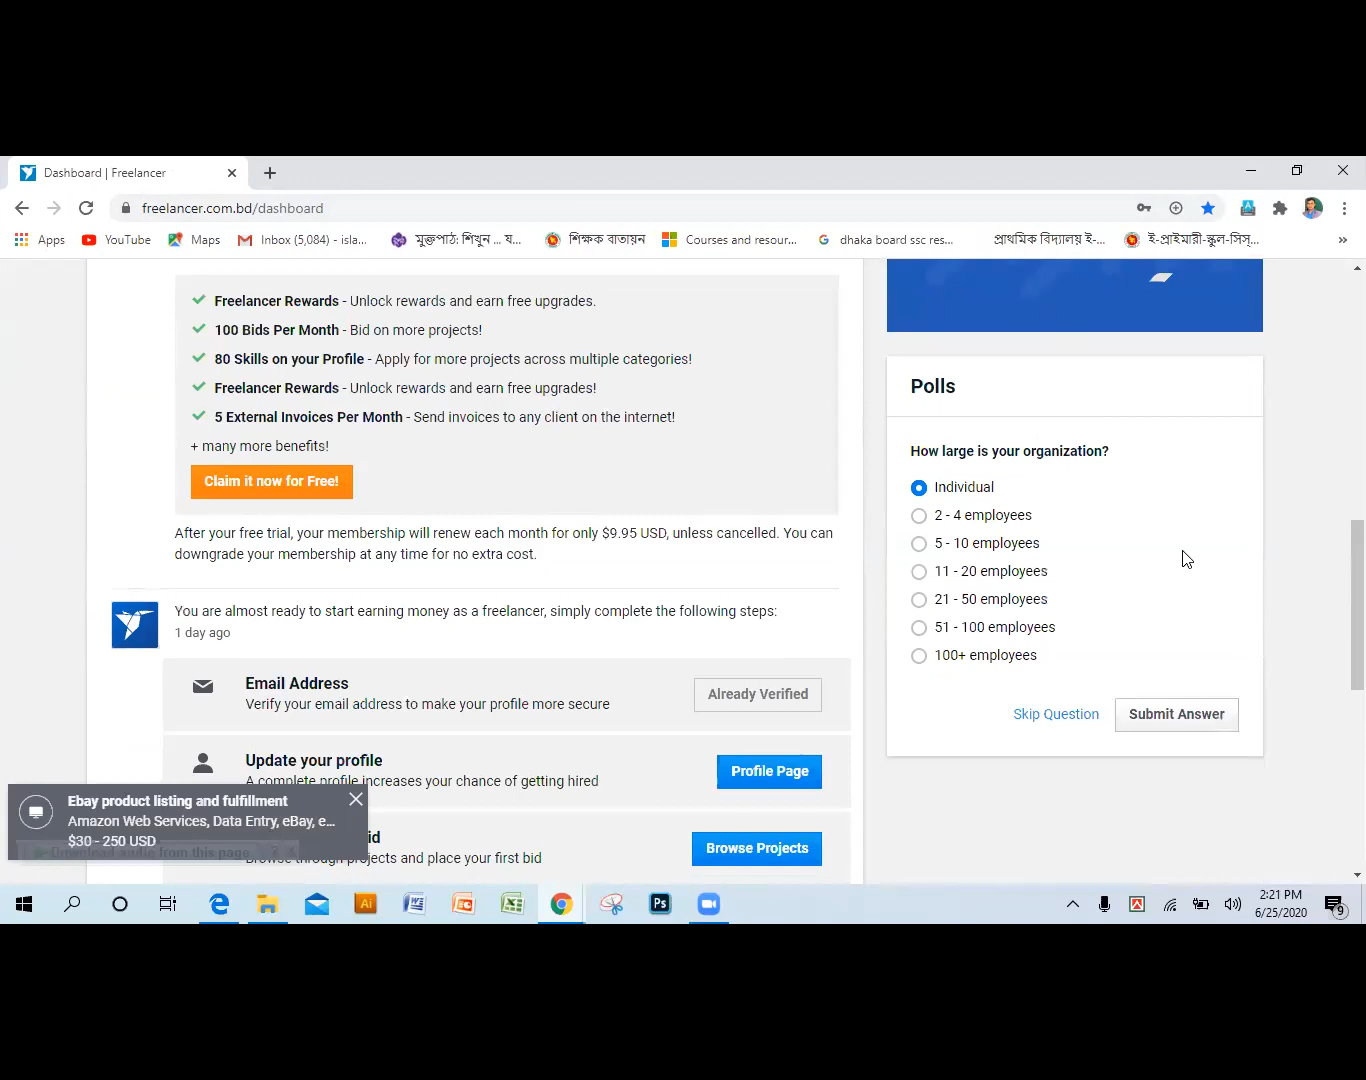 Dashboard | Freelancer
freelancer.com.bd/dashboard
Apps YouTube Maps Inbox (5,084) - isla... মুক্তপাঠ: শিখুন ... য... শিক্ষক বাতায়ন Courses and resour... dhaka board ssc res... প্রাথমিক বিদ্যালয় ই-... ই-প্রাইমারী-স্কুল-সিস্... »
Freelancer Rewards - Unlock rewards and earn free upgrades.
100 Bids Per Month - Bid on more projects!
80 Skills on your Profile - Apply for more projects across multiple categories!
Freelancer Rewards - Unlock rewards and earn free upgrades!
5 External Invoices Per Month - Send invoices to any client on the internet!
+ many more benefits!
Claim it now for Free!
After your free trial, your membership will renew each month for only $9.95 USD, unless cancelled. You can
downgrade your membership at any time for no extra cost.
You are almost ready to start earning money as a freelancer, simply complete the following steps:
1 day ago
Email Address
Verify your email address to make your profile more secure
Already Verified
Update your profile
A complete profile increases your chance of getting hired
Profile Page
id
Browse through projects and place your first bid
Browse Projects
Ebay product listing and fulfillment
Amazon Web Services, Data Entry, eBay, e...
$30 - 250 USD
Download audio from this page
Polls
How large is your organization?
Individual
2 - 4 employees
5 - 10 employees
11 - 20 employees
21 - 50 employees
51 - 100 employees
100+ employees
Skip Question
Submit Answer
Ai
Ps
2:21 PM
6/25/2020
9